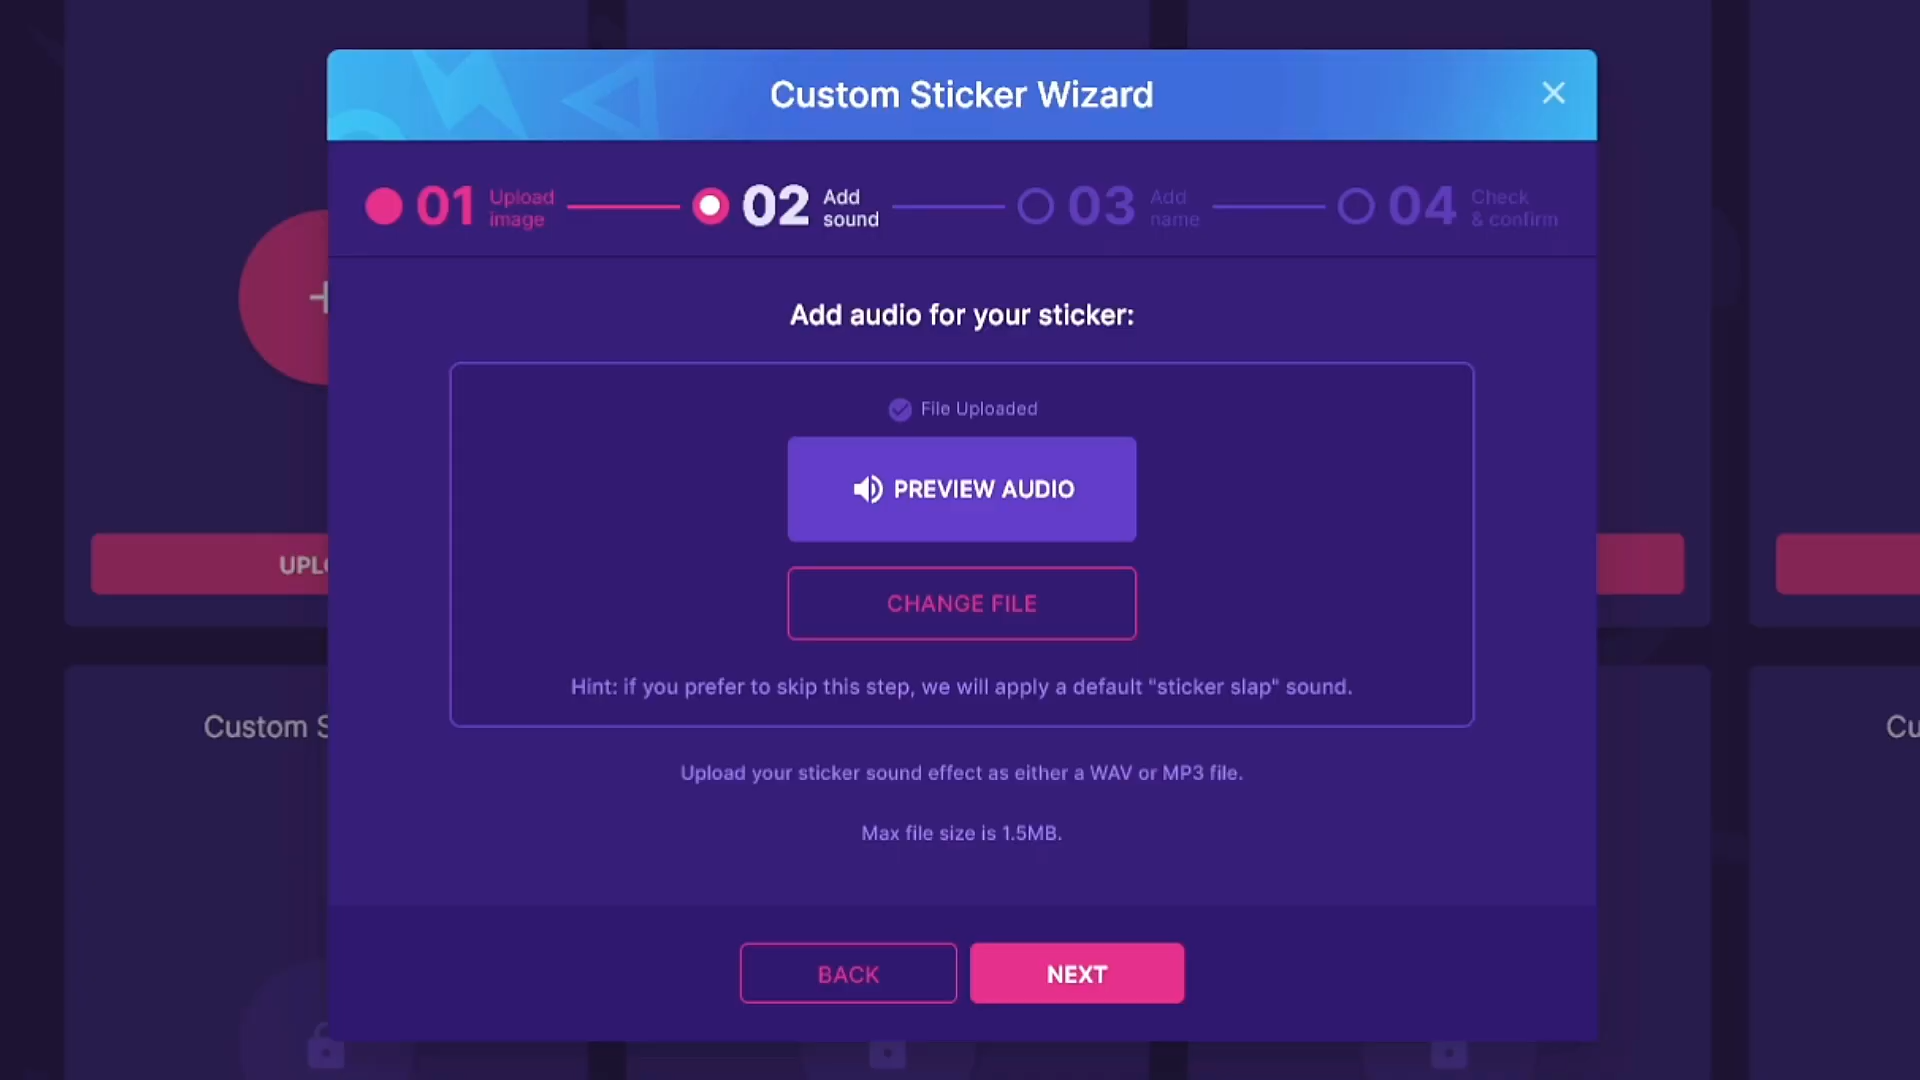 Custom Sticker Wizard
01 Upload
image
02 Add
sound
03 Add
name
04 Check
& confirm
Add audio for your sticker:
File Uploaded
PREVIEW AUDIO
CHANGE FILE
Hint: if you prefer to skip this step, we will apply a default "sticker slap" sound.
Upload your sticker sound effect as either a WAV or MP3 file.
Max file size is 1.5MB.
BACK
NEXT
UPLO
Custom S
Cu